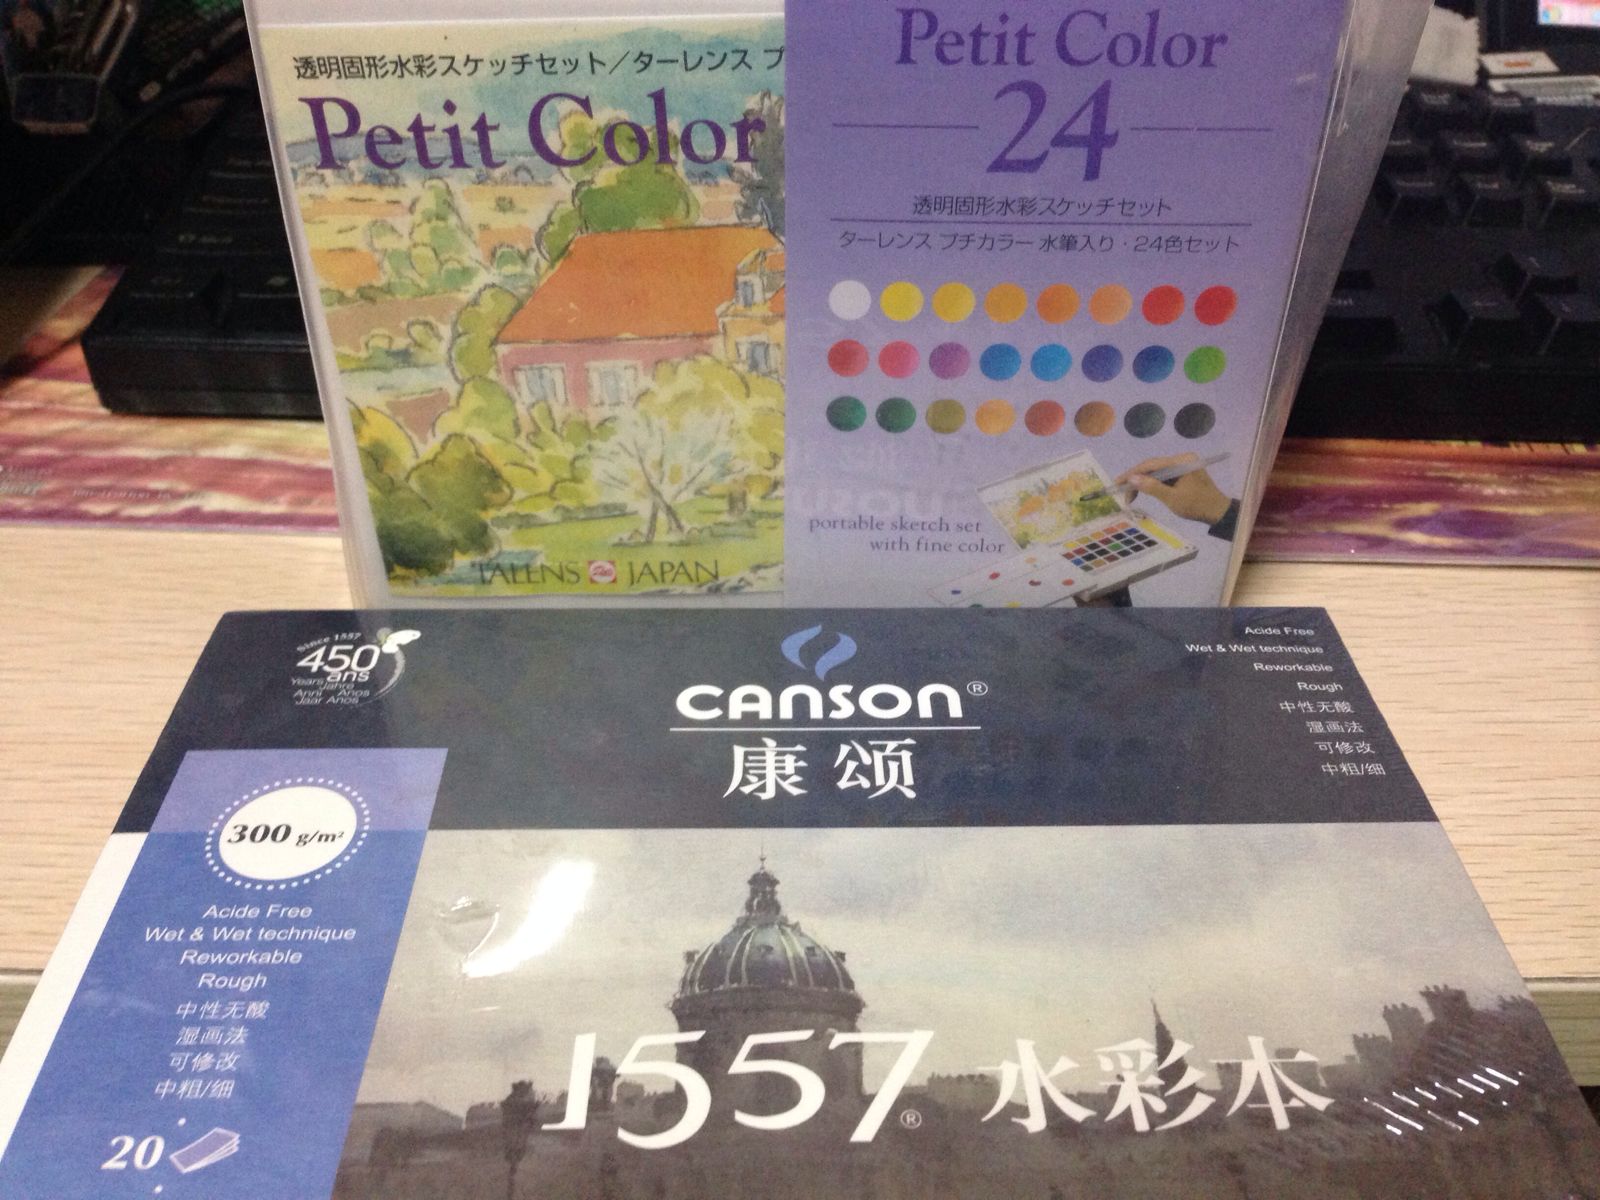 透明固形水彩スケッチセット/ターレンス プ
Petit Color
TALENS JAPAN
Petit Color
24
透明固形水彩スケッチセット
ターレンス プチカラー 水筆入り・24色セット
portable sketch set
with fine color
Since 1557
450
ans
Years Jahre
Anni Anos
Jaar Anos
CANSON®
康颂
Acide Free
Wet & Wet technique
Reworkable
Rough
中性无酸
湿画法
可修改
中粗/细
300 g/m²
Acide Free
Wet & Wet technique
Reworkable
Rough
中性无酸
湿画法
可修改
中粗/细
20
1557® 水彩本